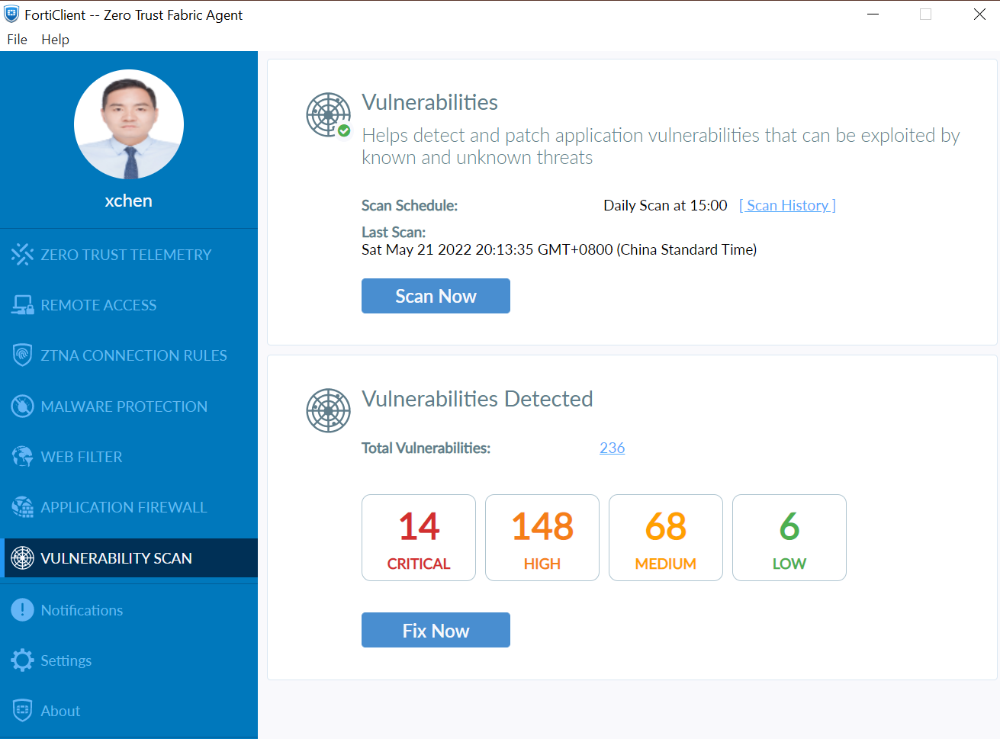 FortiClient -- Zero Trust Fabric Agent
File Help
xchen
ZERO TRUST TELEMETRY
REMOTE ACCESS
ZTNA CONNECTION RULES
MALWARE PROTECTION
WEB FILTER
APPLICATION FIREWALL
VULNERABILITY SCAN
Notifications
Settings
About
Vulnerabilities
Helps detect and patch application vulnerabilities that can be exploited by
known and unknown threats
Scan Schedule: Daily Scan at 15:00 [ Scan History ]
Last Scan:
Sat May 21 2022 20:13:35 GMT+0800 (China Standard Time)
Scan Now
Vulnerabilities Detected
Total Vulnerabilities: 236
14 148 68 6
CRITICAL HIGH MEDIUM LOW
Fix Now